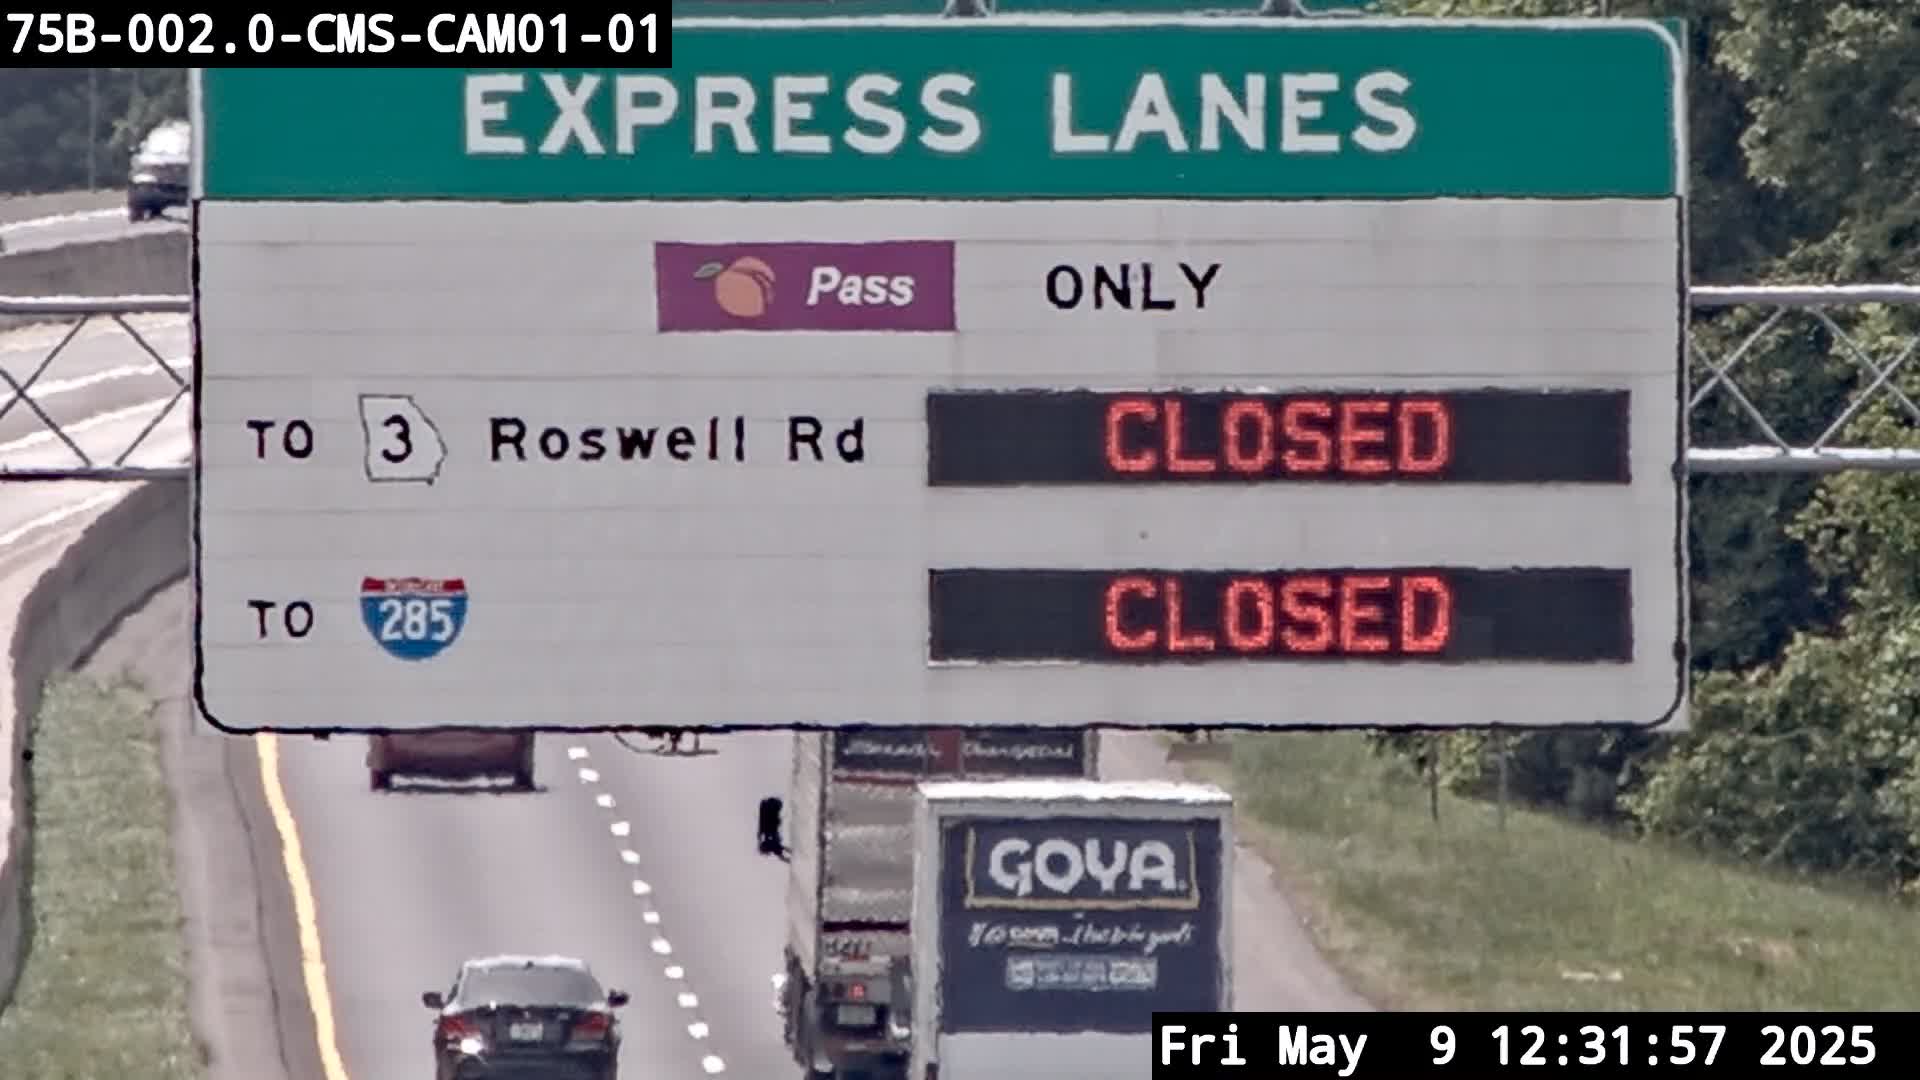 75B-002.0-CMS-CAM01-01
EXPRESS LANES
Pass ONLY
TO 3 Roswell Rd CLOSED
TO 285 CLOSED
GOYA
Fri May 9 12:31:57 2025